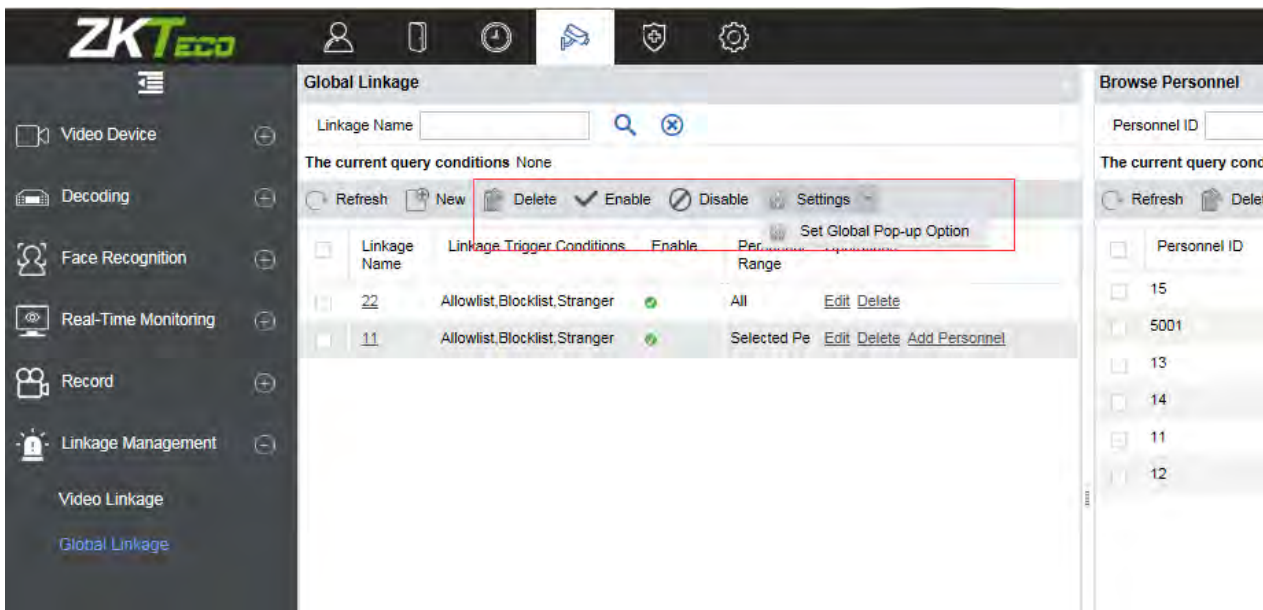 ZKTECO
Video Device
Decoding
Face Recognition
Real-Time Monitoring
Record
Linkage Management
Video Linkage
Global Linkage
Global Linkage
Linkage Name
The current query conditions None
Refresh New Delete Enable Disable Settings
Set Global Pop-up Option
Linkage Name Linkage Trigger Conditions Enable Range
22 Allowlist,Blocklist,Stranger All Edit Delete
11 Allowlist,Blocklist,Stranger Selected Pe Edit Delete Add Personnel
Browse Personnel
Personnel ID
The current query cond
Refresh Delet
Personnel ID
15
5001
13
14
11
12